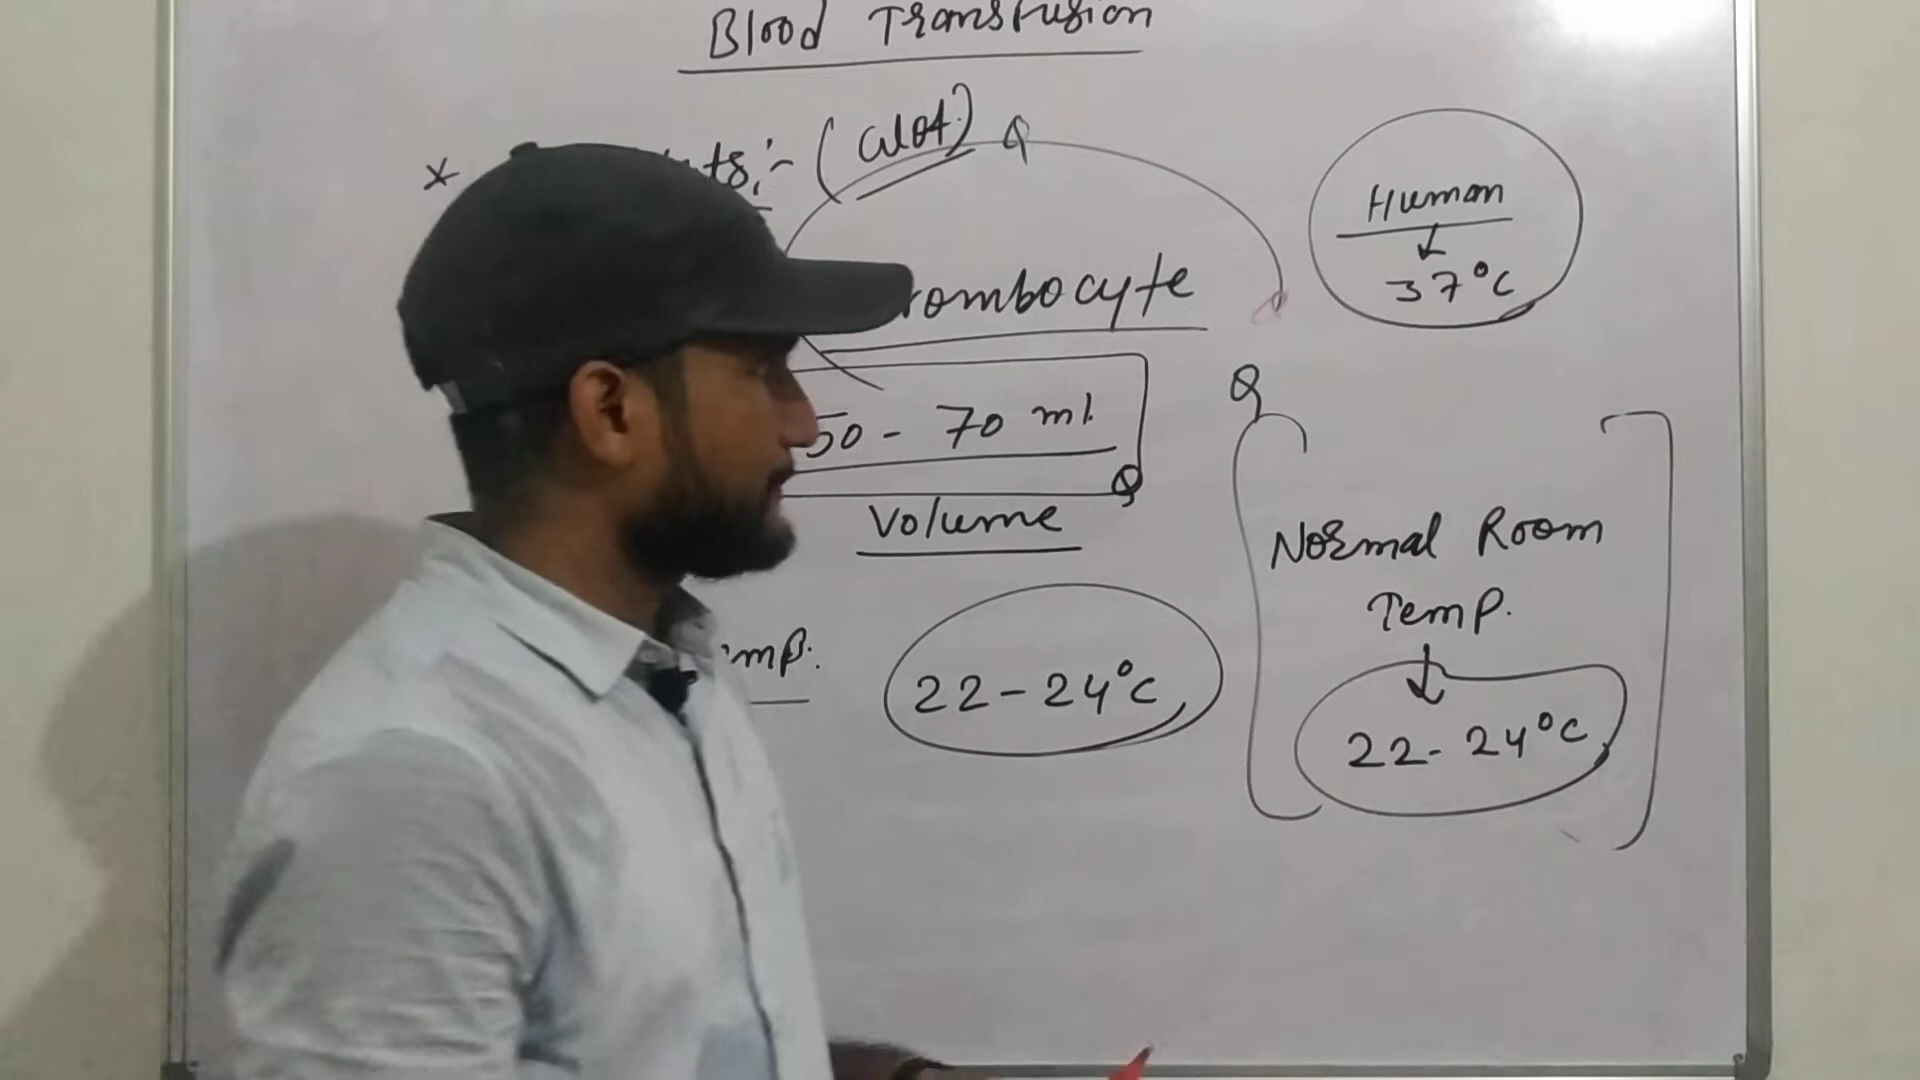 Blood Transfusion
* ts:- (Clot)
rombocyte
50 - 70 ml.
Volume
mp. 22-24°C
Human
37°C
Normal Room
Temp.
22-24°C